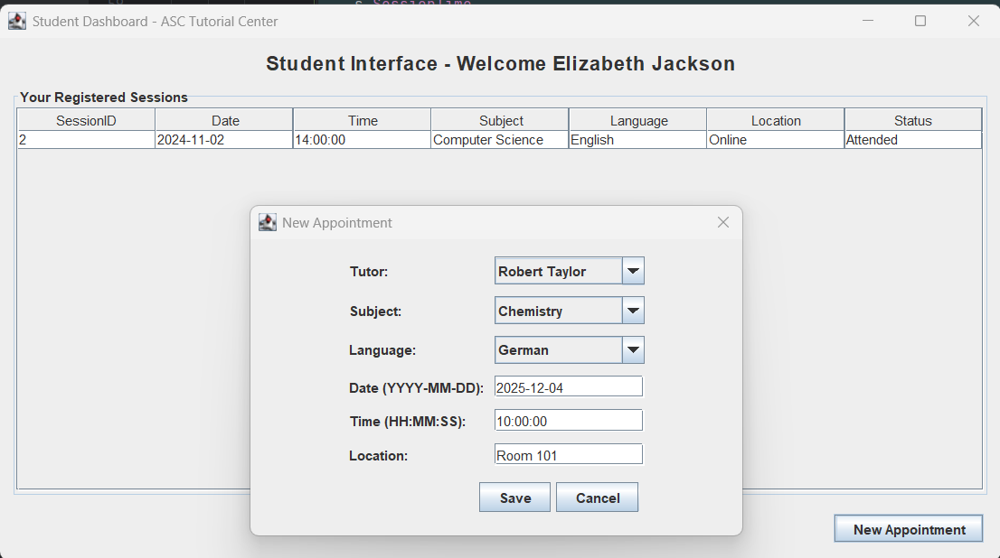 s.SessionTime
Student Dashboard - ASC Tutorial Center
Student Interface - Welcome Elizabeth Jackson
Your Registered Sessions
SessionID Date Time Subject Language Location Status
2 2024-11-02 14:00:00 Computer Science English Online Attended
New Appointment
Tutor: Robert Taylor
Subject: Chemistry
Language: German
Date (YYYY-MM-DD): 2025-12-04
Time (HH:MM:SS): 10:00:00
Location: Room 101
Save Cancel
New Appointment